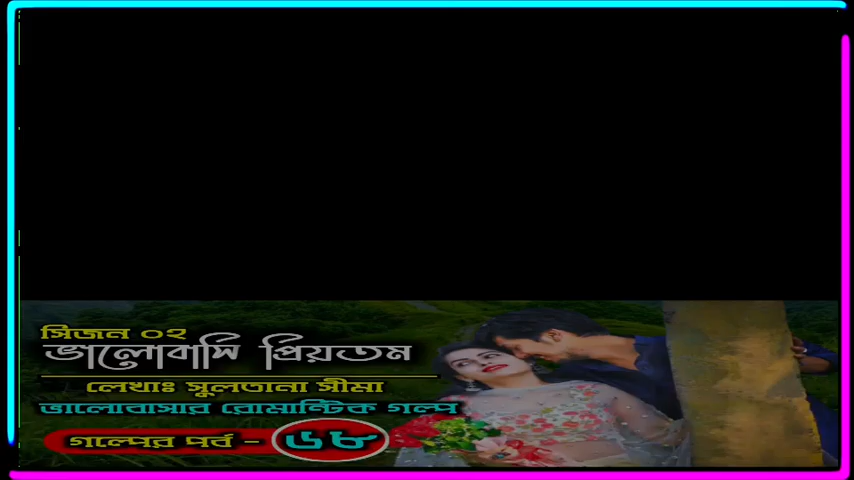 সিজন ০২
ভালোবাসি প্রিয়তম
লেখাঃ সুলতানা সীমা
ভালোবাসার রোমান্টিক গল্প
গল্পের পর্ব - ৬৮